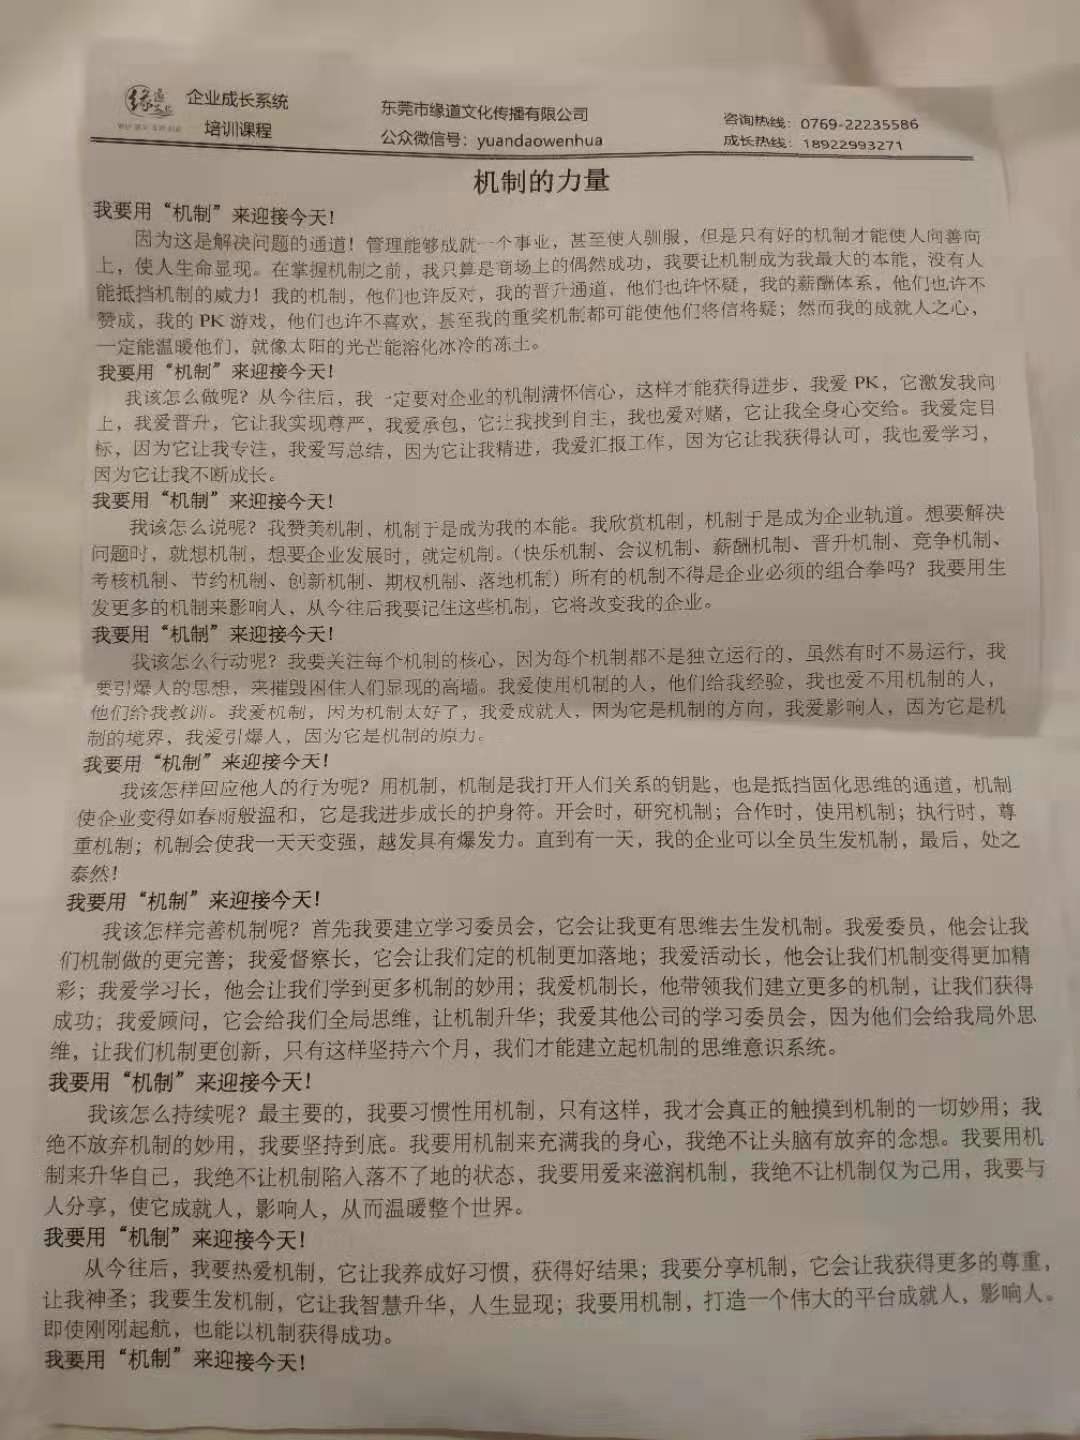 缘道文化
企业成长系统
培训课程
东莞市缘道文化传播有限公司
公众微信号：yuandaowenhua
咨询热线：0769-22235586
成长热线：18922993271
机制的力量
我要用“机制”来迎接今天！
因为这是解决问题的通道！管理能够成就一个事业，甚至使人驯服，但是只有好的机制才能使人向善向
上，使人生命显现。在掌握机制之前，我只算是商场上的偶然成功，我要让机制成为我最大的本能，没有人
能抵挡机制的威力！我的机制，他们也许反对，我的晋升通道，他们也许怀疑，我的薪酬体系，他们也许不
赞成，我的 PK 游戏，他们也许不喜欢，甚至我的重奖机制都可能使他们将信将疑；然而我的成就人之心，
一定能温暖他们，就像太阳的光芒能溶化冰冷的冻土。
我要用“机制”来迎接今天！
我该怎么做呢？从今往后，我一定要对企业的机制满怀信心，这样才能获得进步，我爱 PK，它激发我向
上，我爱晋升，它让我实现尊严，我爱承包，它让我找到自主，我也爱对赌，它让我全身心交给。我爱定目
标，因为它让我专注，我爱写总结，因为它让我精进，我爱汇报工作，因为它让我获得认可，我也爱学习，
因为它让我不断成长。
我要用“机制”来迎接今天！
我该怎么说呢？我赞美机制，机制于是成为我的本能。我欣赏机制，机制于是成为企业轨道。想要解决
问题时，就想机制，想要企业发展时，就定机制。（快乐机制、会议机制、薪酬机制、晋升机制、竞争机制、
考核机制、节约机制、创新机制、期权机制、落地机制）所有的机制不得是企业必须的组合拳吗？我要用生
发更多的机制来影响人、从今往后我要记住这些机制，它将改变我的企业。
我要用“机制”来迎接今天！
我该怎么行动呢？我要关注每个机制的核心，因为每个机制都不是独立运行的，虽然有时不易运行，我
要引爆人的思想，来摧毁困住人们显现的高墙。我爱使用机制的人，他们给我经验，我也爱不用机制的人，
他们给我教训。我爱机制，因为机制太好了，我爱成就人，因为它是机制的方向，我爱影响人，因为它是机
制的境界，我爱引爆人，因为它是机制的原力。
我要用“机制”来迎接今天！
我该怎样回应他人的行为呢？用机制，机制是我打开人们关系的钥匙，也是抵挡固化思维的通道，机制
使企业变得如春雨般温和，它是我进步成长的护身符。开会时，研究机制；合作时，使用机制；执行时，尊
重机制；机制会使我一天天变强，越发具有爆发力。直到有一天，我的企业可以全员生发机制，最后，处之
泰然！
我要用“机制”来迎接今天！
我该怎样完善机制呢？首先我要建立学习委员会，它会让我更有思维去生发机制。我爱委员，他会让我
们机制做的更完善；我爱督察长，它会让我们定的机制更加落地；我爱活动长，他会让我们机制变得更加精
彩；我爱学习长，他会让我们学到更多机制的妙用；我爱机制长，他带领我们建立更多的机制，让我们获得
成功；我爱顾问，它会给我们全局思维，让机制升华；我爱其他公司的学习委员会，因为他们会给我局外思
维，让我们机制更创新，只有这样坚持六个月，我们才能建立起机制的思维意识系统。
我要用“机制”来迎接今天！
我该怎么持续呢？最主要的，我要习惯性用机制，只有这样，我才会真正的触摸到机制的一切妙用；我
绝不放弃机制的妙用，我要坚持到底。我要用机制来充满我的身心，我绝不让头脑有放弃的念想。我要用机
制来升华自己，我绝不让机制陷入落不了地的状态，我要用爱来滋润机制，我绝不让机制仅为己用，我要与
人分享，使它成就人，影响人，从而温暖整个世界。
我要用“机制”来迎接今天！
从今往后，我要热爱机制，它让我养成好习惯，获得好结果；我要分享机制，它会让我获得更多的尊重，
让我神圣；我要生发机制，它让我智慧升华，人生显现；我要用机制，打造一个伟大的平台成就人，影响人。
即使刚刚起航，也能以机制获得成功。
我要用“机制”来迎接今天！